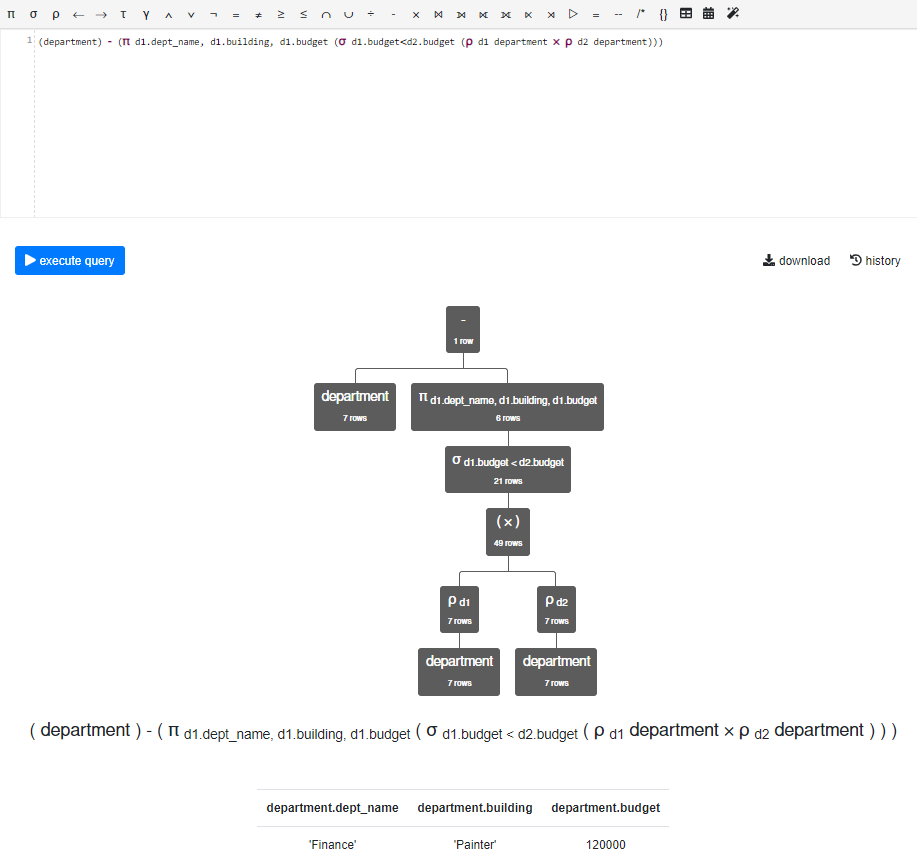 π σ ρ ← → τ γ ∧ ∨ ¬ = ≠ ≥ ≤ ∩ ∪ ÷ - × ⋈ ⟕ ⟖ ⟗ ⋉ ⋊ ▷ = -- /* {}
1 (department) - (π d1.dept_name, d1.building, d1.budget (σ d1.budget<d2.budget (ρ d1 department × ρ d2 department)))
execute query
download history
-
1 row
department π d1.dept_name, d1.building, d1.budget
7 rows 6 rows
σ d1.budget < d2.budget
21 rows
(×)
49 rows
ρ d1 ρ d2
7 rows 7 rows
department department
7 rows 7 rows
( department ) - ( π d1.dept_name, d1.building, d1.budget ( σ d1.budget < d2.budget ( ρ d1 department × ρ d2 department ) ) )
department.dept_name department.building department.budget
'Finance' 'Painter' 120000